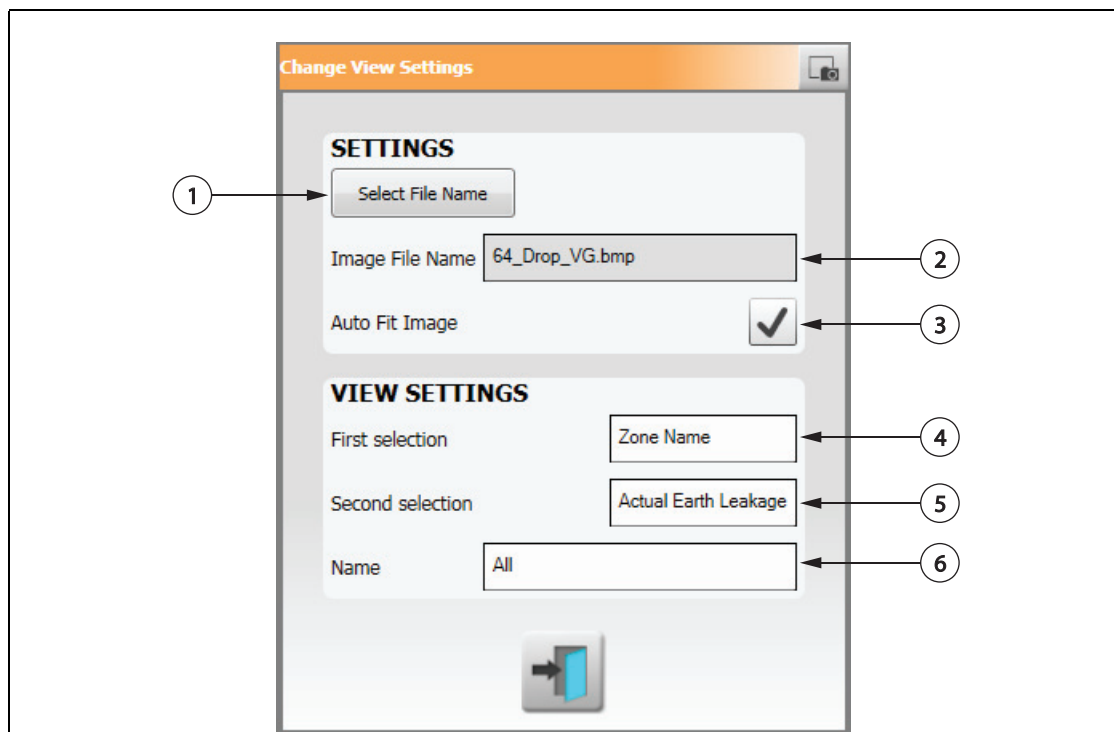 Change View Settings
SETTINGS
1
Select File Name
Image File Name
64_Drop_VG.bmp
2
Auto Fit Image
3
VIEW SETTINGS
First selection
Zone Name
4
Second selection
Actual Earth Leakage
5
Name
All
6